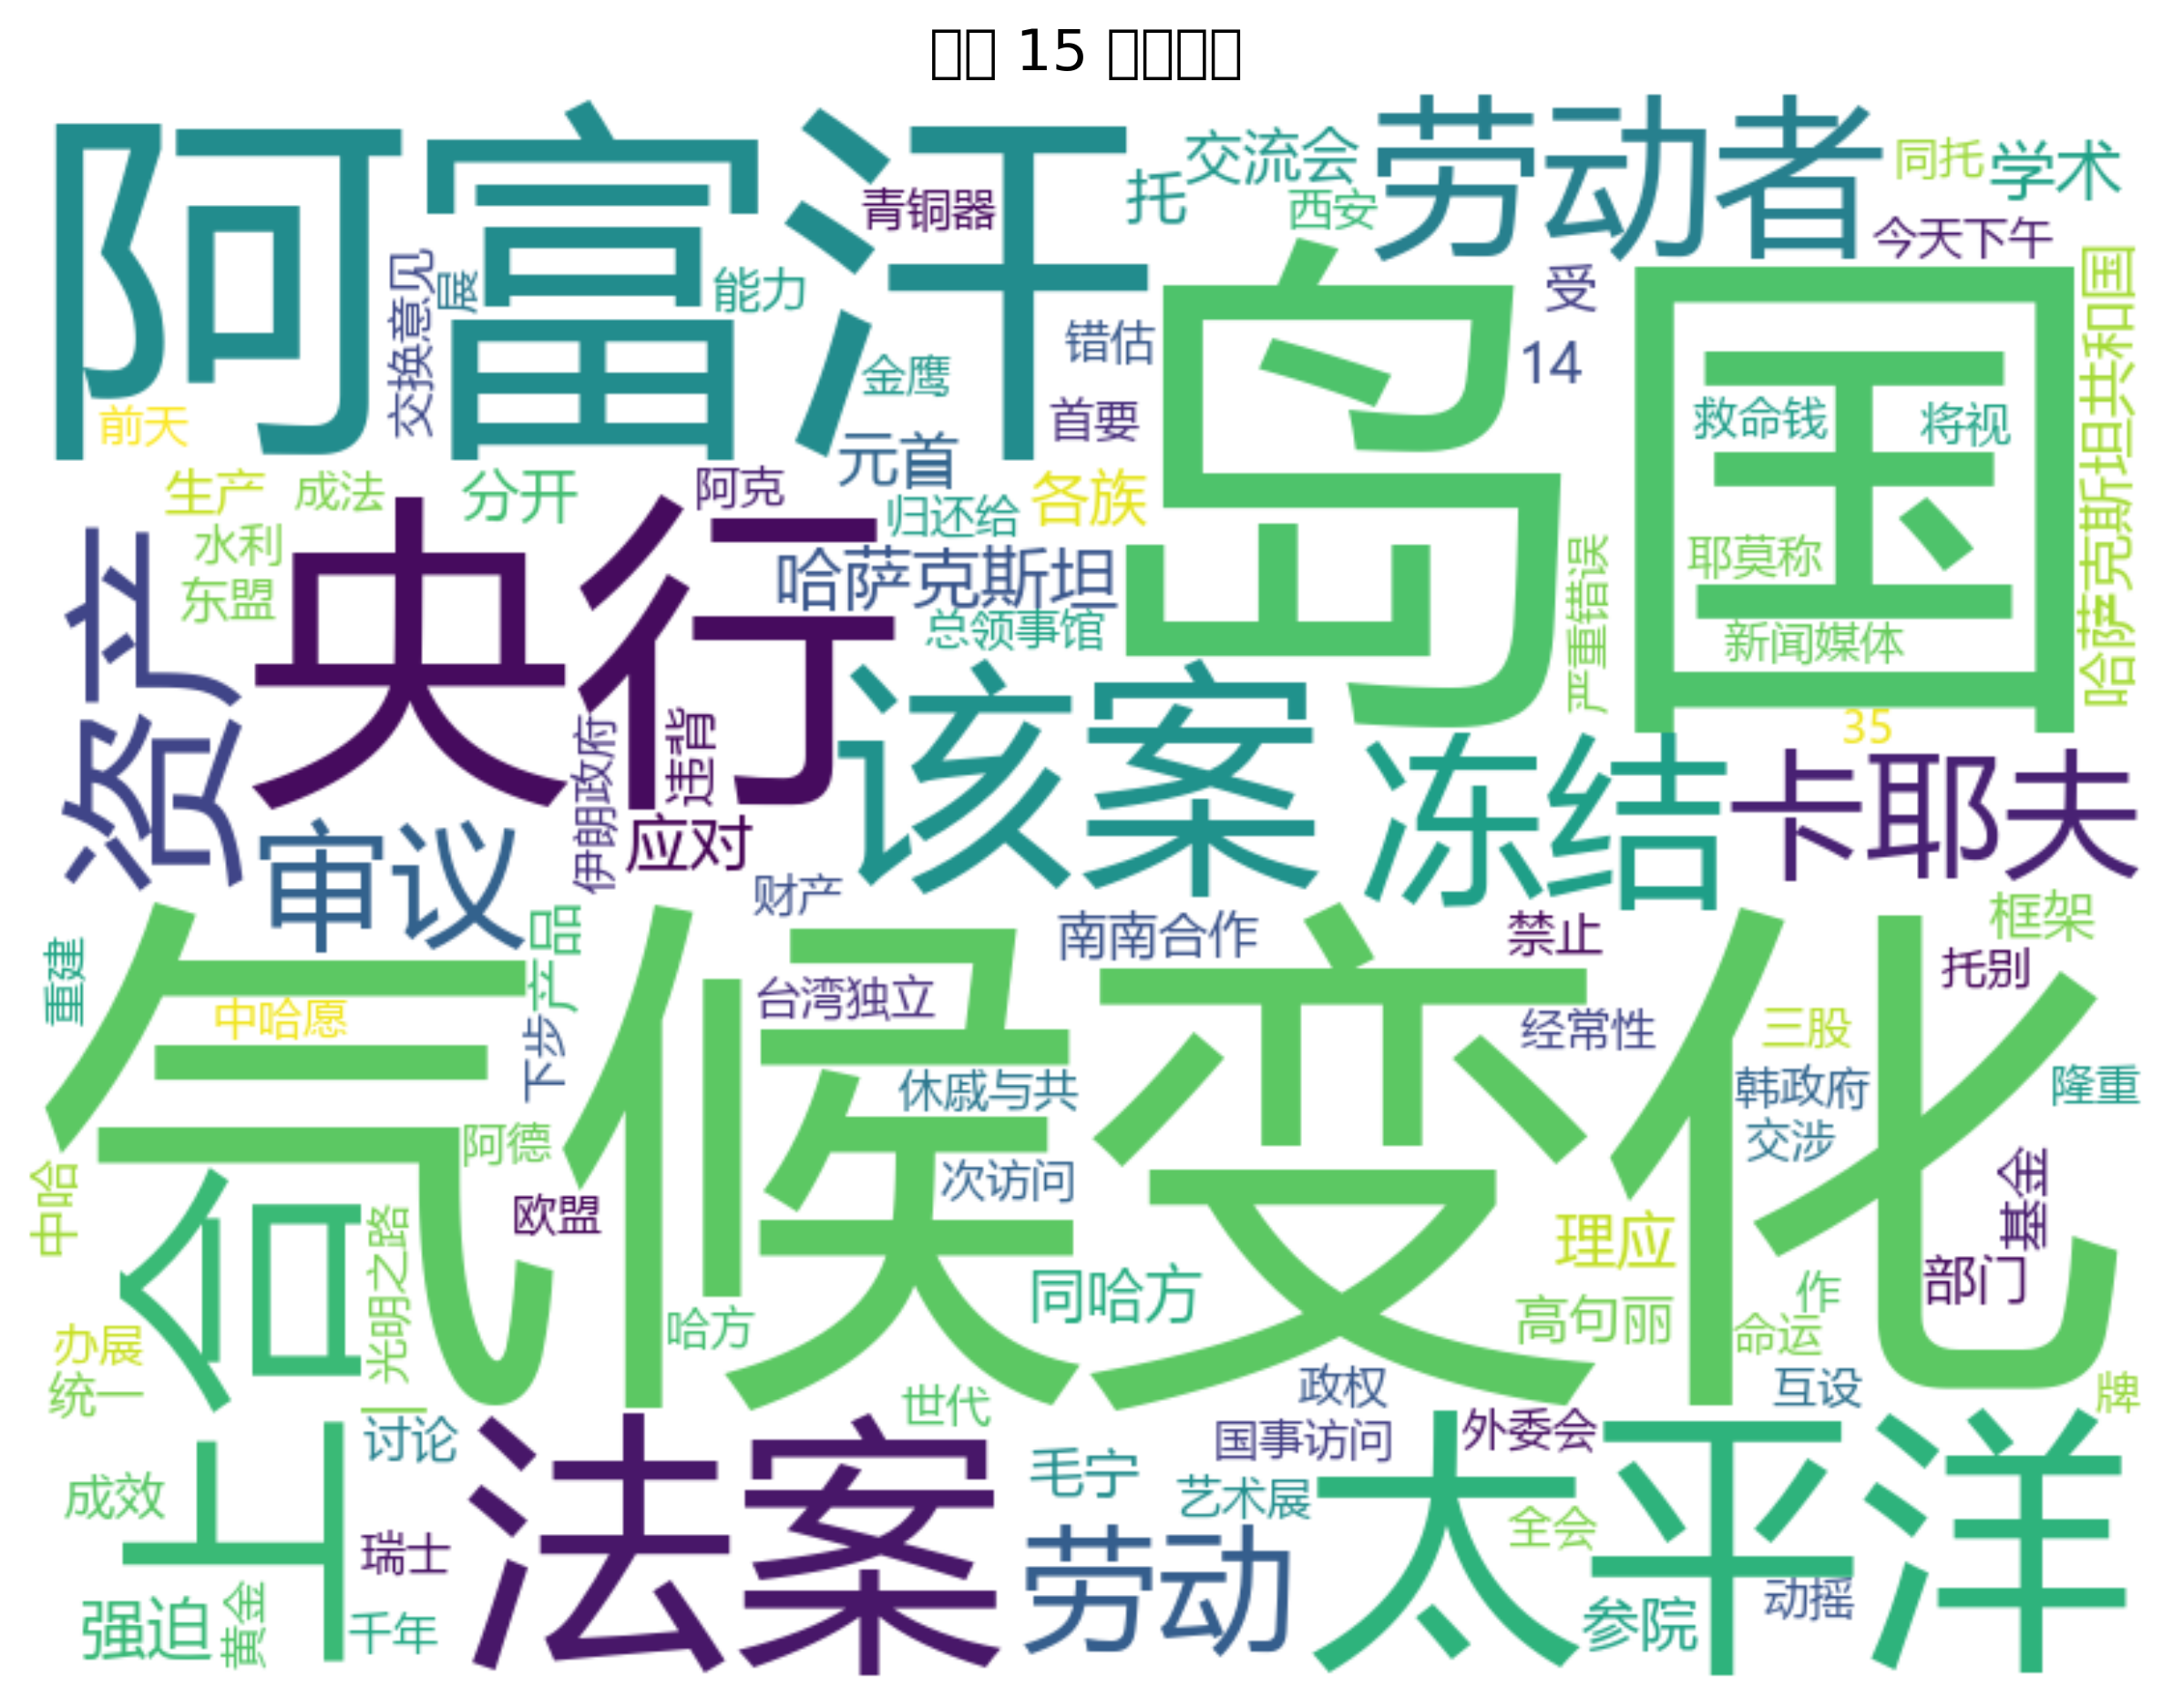 15
阿富汗
劳动者
交流会
同托
学术
托
西安
青铜器
今天下午
交换意见
展
能力
受
岛国
哈萨克斯坦共和国
错估
14
金鹰
前天
首要
救命钱
将视
元首
生产
成法
分开
阿克
归还给
各族
水利
央行
哈萨克斯坦
严重错误
耶莫称
东盟
总领事馆
新闻媒体
资产
该案
35
伊朗政府
违背
冻结
卡耶夫
审议
应对
财产
框架
产品
南南合作
禁止
重建
托别
中哈愿
台湾独立
气候变化
下步
经常性
三股
休戚与共
韩政府
隆重
阿德
交涉
中哈
次访问
欧盟
台上
光明之路
理应
基金
同哈方
部门
哈方
高句丽
作
办展
命运
统一
政权
互设
牌
世代
讨论
法案
国事访问
外委会
毛宁
太平洋
成效
艺术展
全会
瑞士
劳动
强迫
黄金
千年
参院
动摇